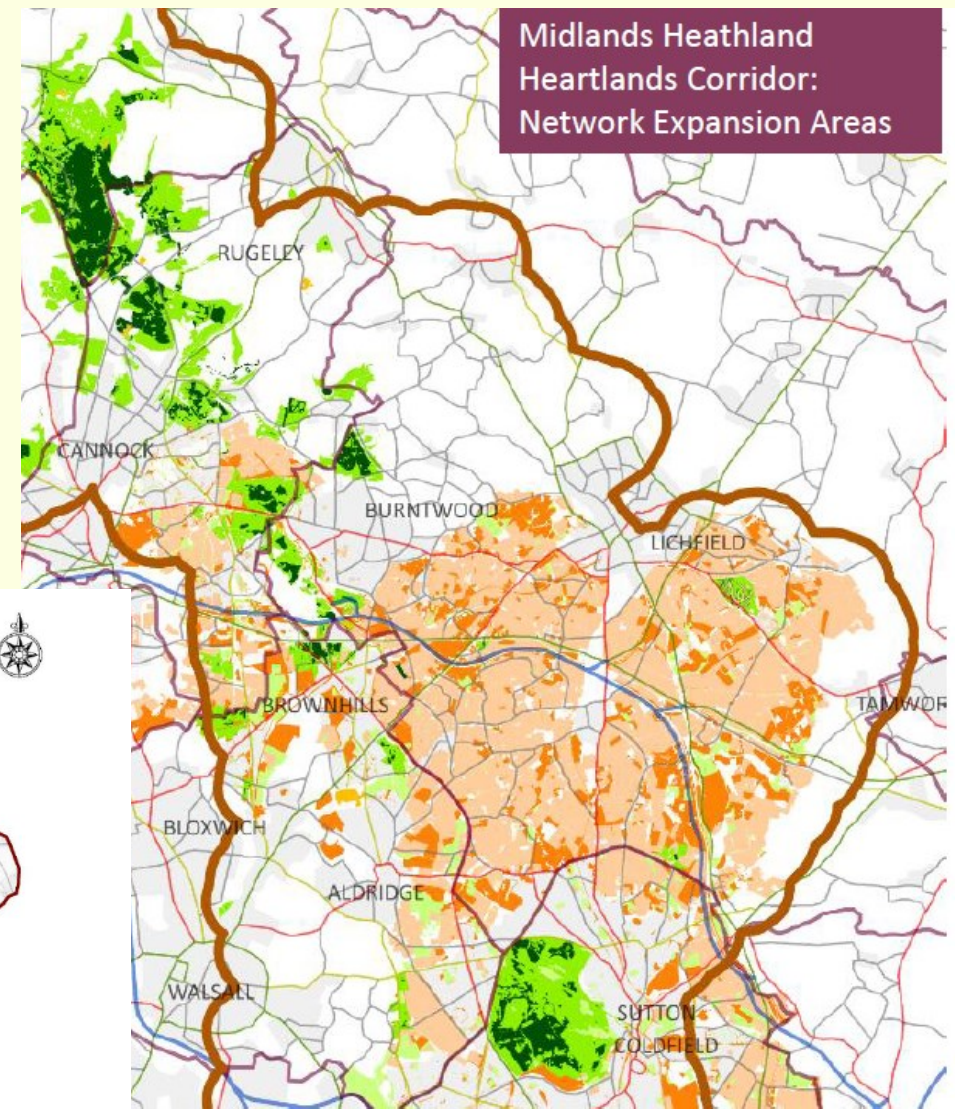 Midlands Heathland
Heartlands Corridor:
Network Expansion Areas
RUGELEY
CANNOCK
BURNTWOOD
LICHFIELD
BROWNHILLS
TAMWOR
BLOXWICH
ALDRIDGE
WALSALL
SUTTON
COLDFIELD